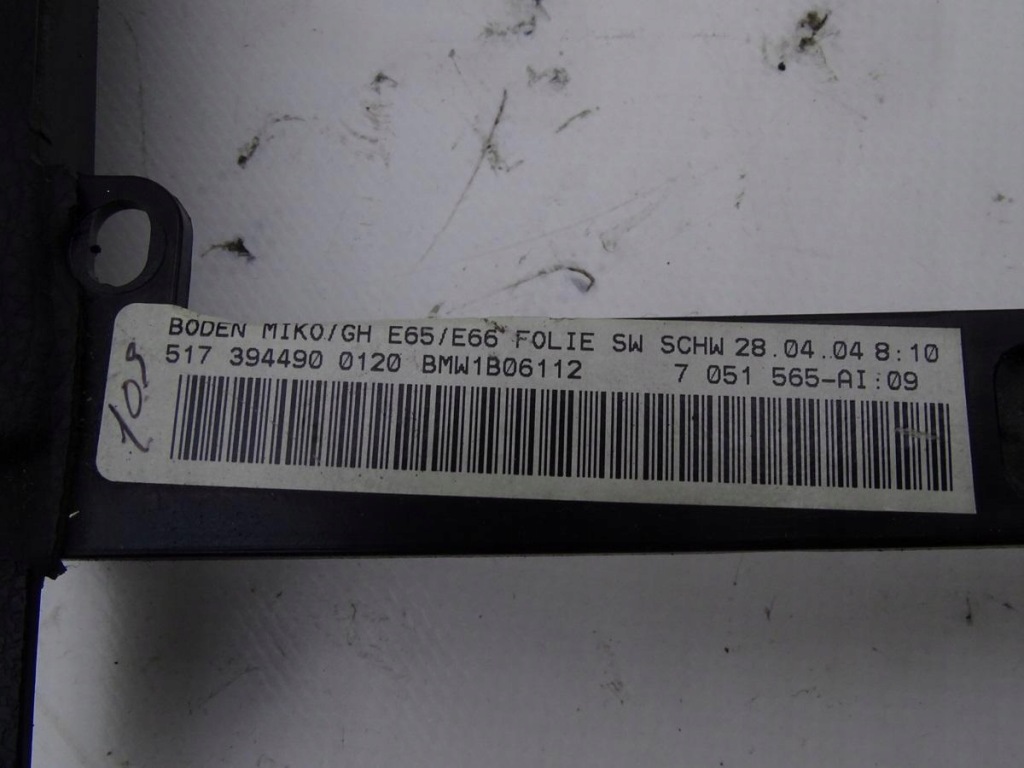 BODEN MIKO/GH E65/E66 FOLIE SW SCHW 28.04.04 8:10
517 394490 0120 BMW1B06112 7 051 565-AI:09
109